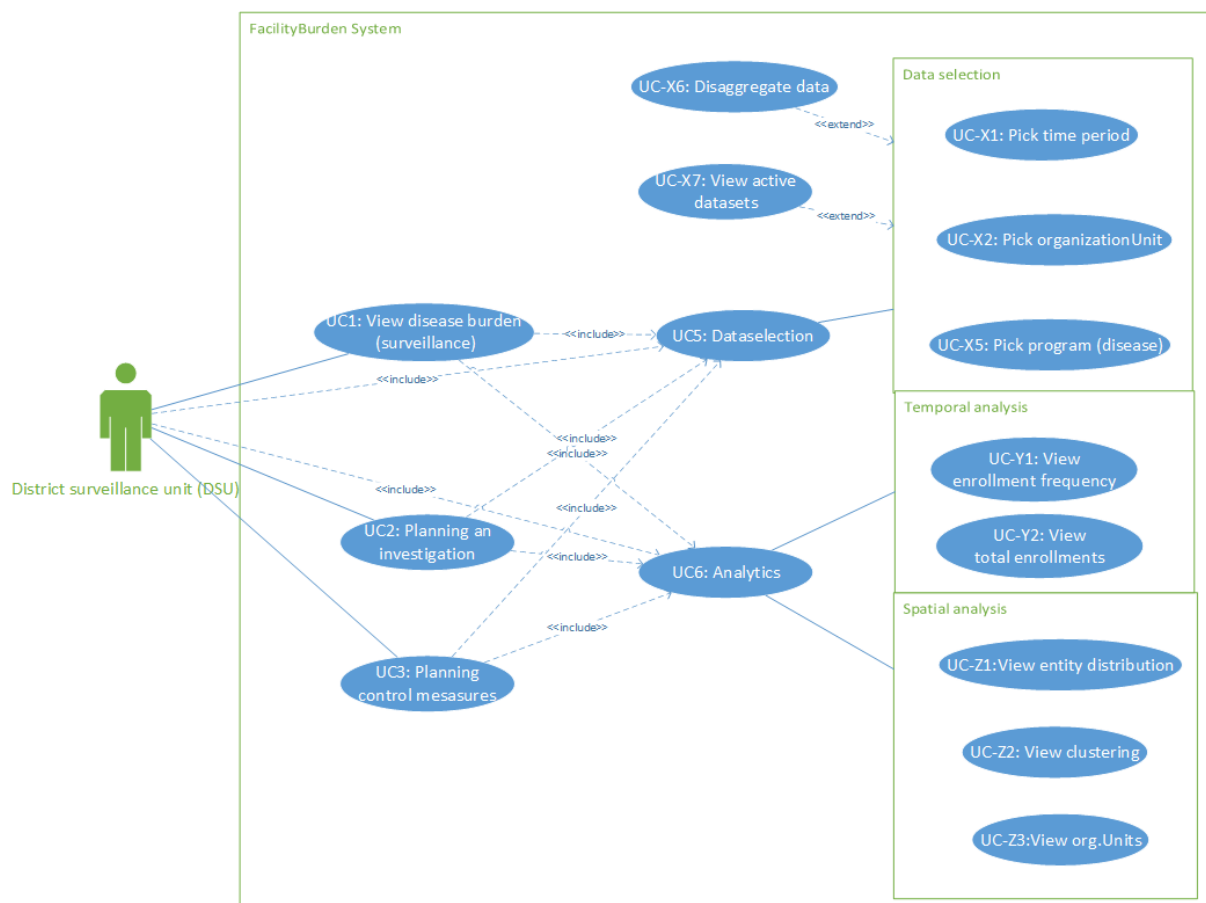 FacilityBurden System
Data selection
UC-X6: Disaggregate data
<<extend>>
UC-X1: Pick time period
UC-X7: View active
datasets
<<extend>>
UC-X2: Pick organizationUnit
UC1: View disease burden
(surveillance)
<<include>>
UC5: Dataselection
UC-X5: Pick program (disease)
<<include>>
District surveillance unit (DSU)
Temporal analysis
<<include>>
<<include>>
UC-Y1: View
enrollment frequency
<<include>>
<<include>>
UC2: Planning an
investigation
<<include>>
UC-Y2: View
total enrollments
UC6: Analytics
Spatial analysis
<<include>>
UC3: Planning
control mesasures
UC-Z1:View entity distribution
UC-Z2: View clustering
UC-Z3:View org.Units